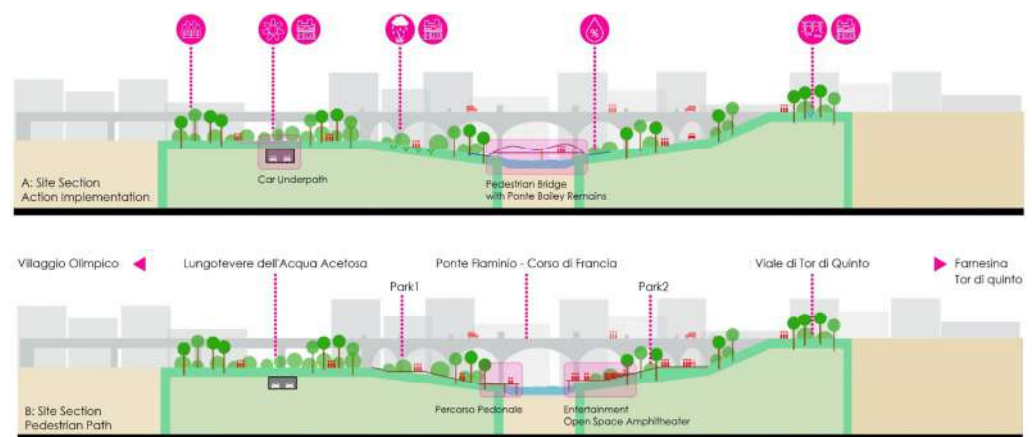 Car Underpath
A: Site Section
Action Implementation
Pedestrian Bridge
with Ponte Bailey Remains
Villaggio Olimpico
Lungotevere dell'Acqua Acetosa
Ponte Flaminio - Corso di Francia
Viale di Tor di Quinto
Farnesina
Tor di quinto
Park1
Park2
B: Site Section
Pedestrian Path
Percorso Pedonale
Entertainment
Open Space Amphitheater
%